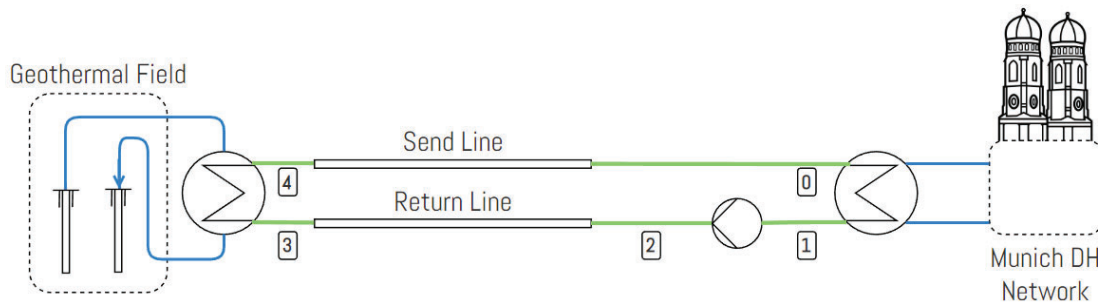 Geothermal Field
Send Line
4
0
Return Line
3
2
1
Munich DH
Network